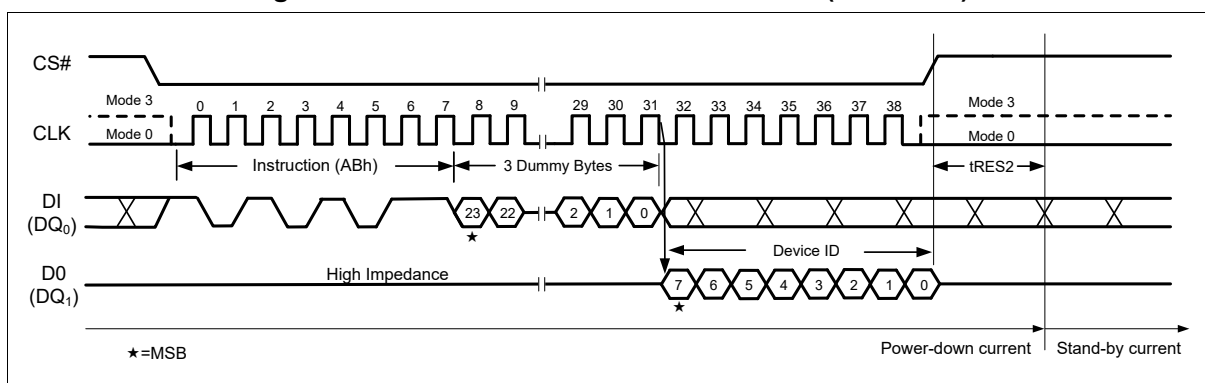 CS#
Mode 3 0 1 2 3 4 5 6 7 8 9 29 30 31 32 33 34 35 36 37 38 Mode 3
CLK Mode 0 Mode 0
Instruction (ABh) 3 Dummy Bytes tRES2
DI
(DQ0)
23 22 2 1 0
★
Device ID
D0
(DQ1)
High Impedance
7 6 5 4 3 2 1 0
★
★=MSB
Power-down current Stand-by current